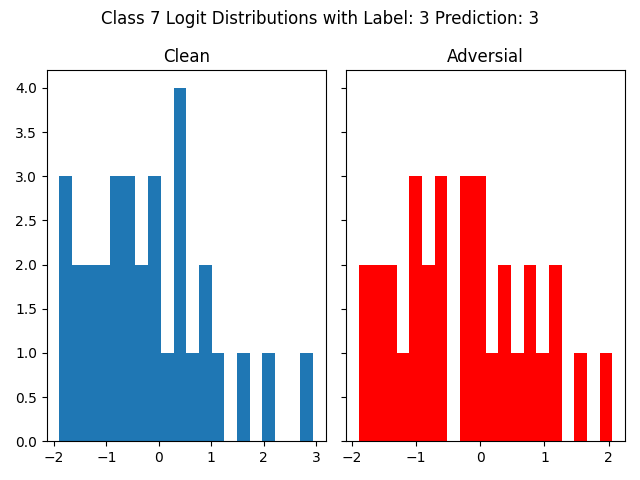 Class 7 Logit Distributions with Label: 3 Prediction: 3
Clean
Adversial
4.0
3.5
3.0
2.5
2.0
1.5
1.0
0.5
0.0
−2 −1 0 1 2 3
−2 −1 0 1 2